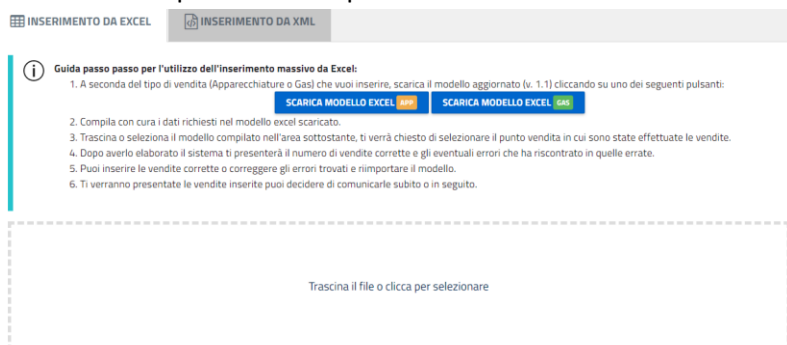 INSERIMENTO DA EXCEL
INSERIMENTO DA XML
Guida passo passo per l'utilizzo dell'inserimento massivo da Excel:
1. A seconda del tipo di vendita (Apparecchiature o Gas) che vuoi inserire, scarica il modello aggiornato (v. 1.1) cliccando su uno dei seguenti pulsanti:
SCARICA MODELLO EXCEL APP
SCARICA MODELLO EXCEL GAS
2. Compila con cura i dati richiesti nel modello excel scaricato.
3. Trascina o seleziona il modello compilato nell'area sottostante, ti verrà chiesto di selezionare il punto vendita in cui sono state effettuate le vendite.
4. Dopo averlo elaborato il sistema ti presenterà il numero di vendite corrette e gli eventuali errori che ha riscontrato in quelle errate.
5. Puoi inserire le vendite corrette o correggere gli errori trovati e riimportare il modello.
6. Ti verranno presentate le vendite inserite puoi decidere di comunicarle subito o in seguito.
Trascina il file o clicca per selezionare